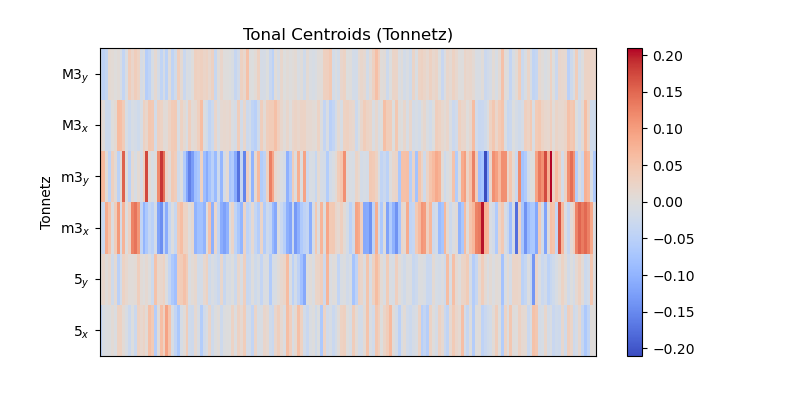 Tonal Centroids (Tonnetz)
Tonnetz
M3y
M3x
m3y
m3x
5y
5x
0.20
0.15
0.10
0.05
0.00
−0.05
−0.10
−0.15
−0.20